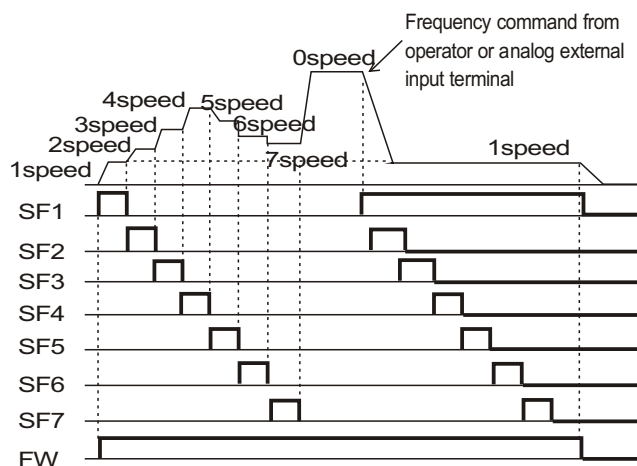 Frequency command from
operator or analog external
input terminal
0speed
4speed
5speed
3speed
6speed
2speed
7speed
1speed
1speed
SF1
SF2
SF3
SF4
SF5
SF6
SF7
FW